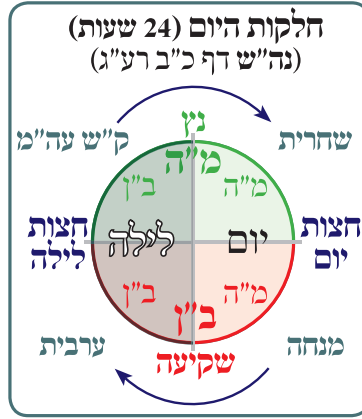 חלקות היום (24 שעות)
(נה"ש דף כ"ב רע"ג)
נץ
שחרית
ק"ש עה"מ
מ"ה
מ"ה
ב"ן
חצות
יום
יום
לילה
חצות
לילה
מ"ה
ב"ן
ב"ן
מנחה
שקיעה
ערבית